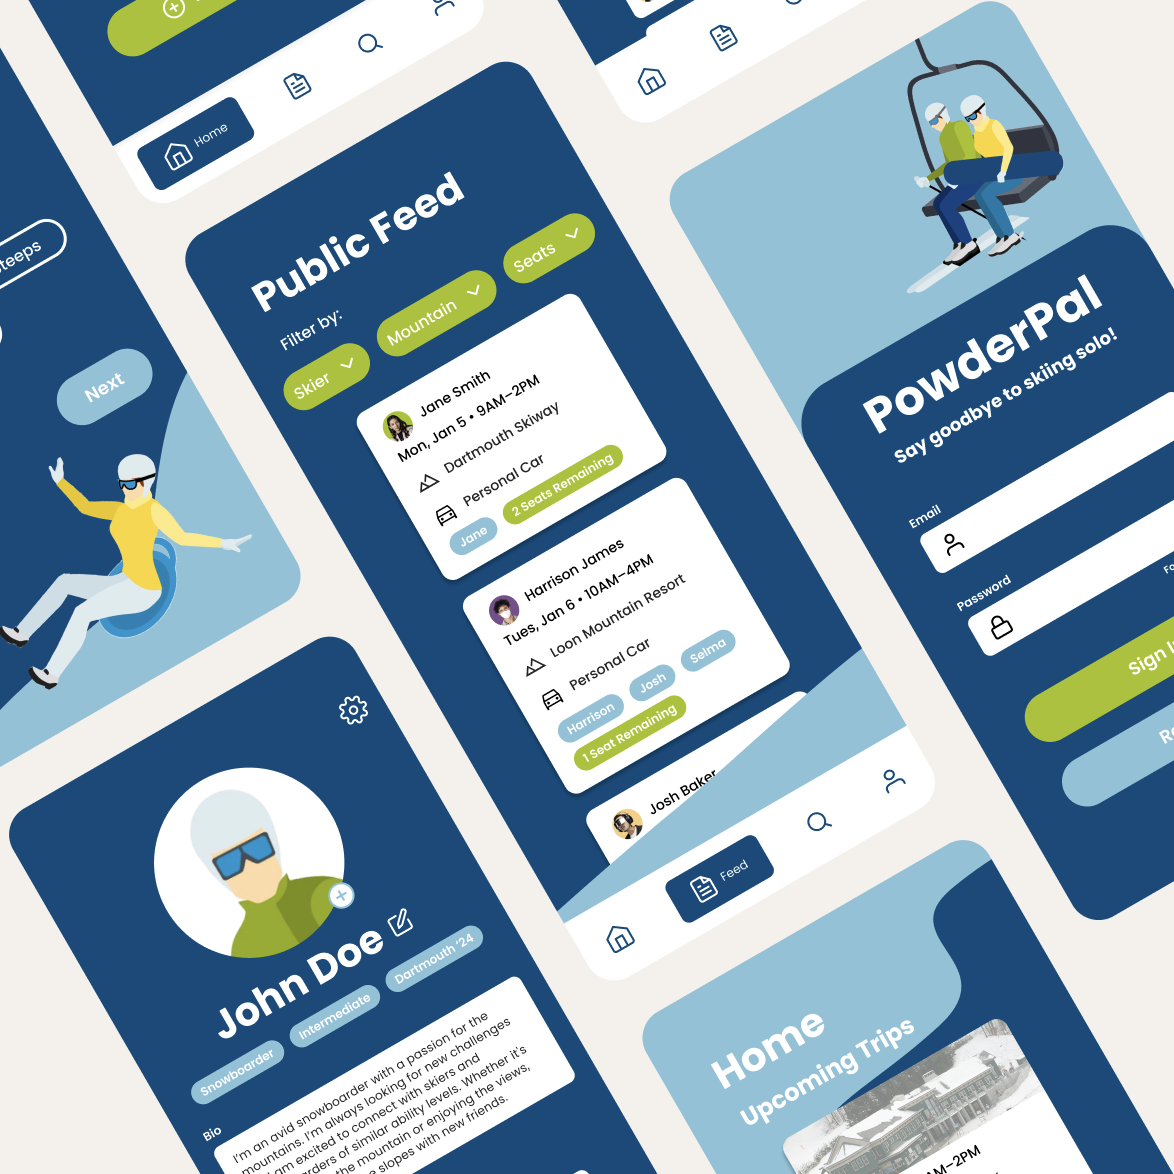 Home
Steeps
Next
Public Feed
Filter by:
Skier
Mountain
Seats
Jane Smith
Mon, Jan 5 • 9AM–2PM
Dartmouth Skiway
Personal Car
Jane
2 Seats Remaining
Harrison James
Tues, Jan 6 • 10AM–4PM
Loon Mountain Resort
Personal Car
Harrison
Josh
Selma
1 Seat Remaining
Josh Baker
Feed
PowderPal
Say goodbye to skiing solo!
Email
Password
Sign I
John Doe
Snowboarder
Intermediate
Dartmouth '24
Bio
I'm an avid snowboarder with a passion for the
mountains. I'm always looking for new challenges
am excited to connect with skiers and
rders of similar ability levels. Whether it's
the mountain or enjoying the views,
e slopes with new friends.
Home
Upcoming Trips
AM–2PM